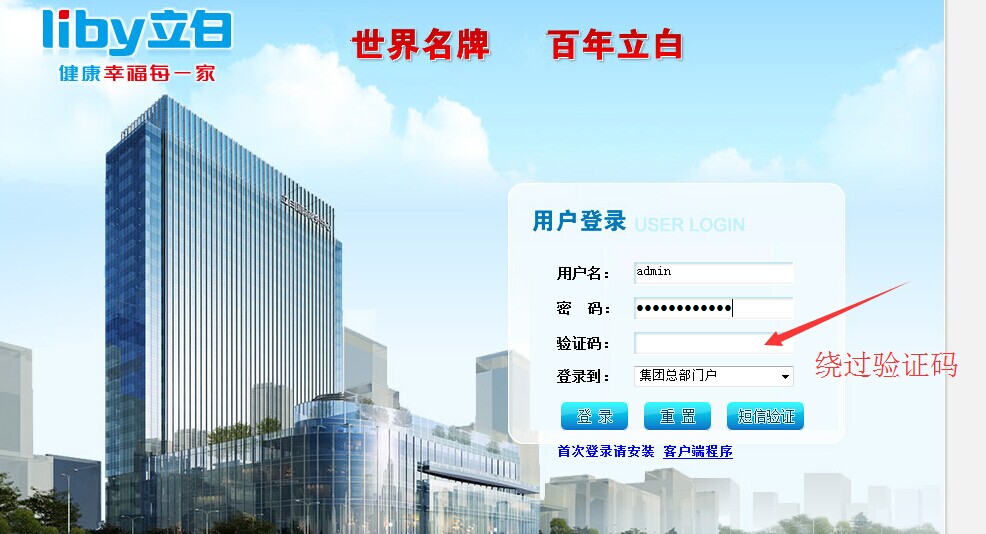 liby立白
健康幸福每一家
世界名牌 百年立白
用户登录 USER LOGIN
用户名： admin
密 码： ●●●●●●●●●●●●
验证码：
绕过验证码
登录到： 集团总部门户
登 录 重 置 短信验证
首次登录请安装 客户端程序